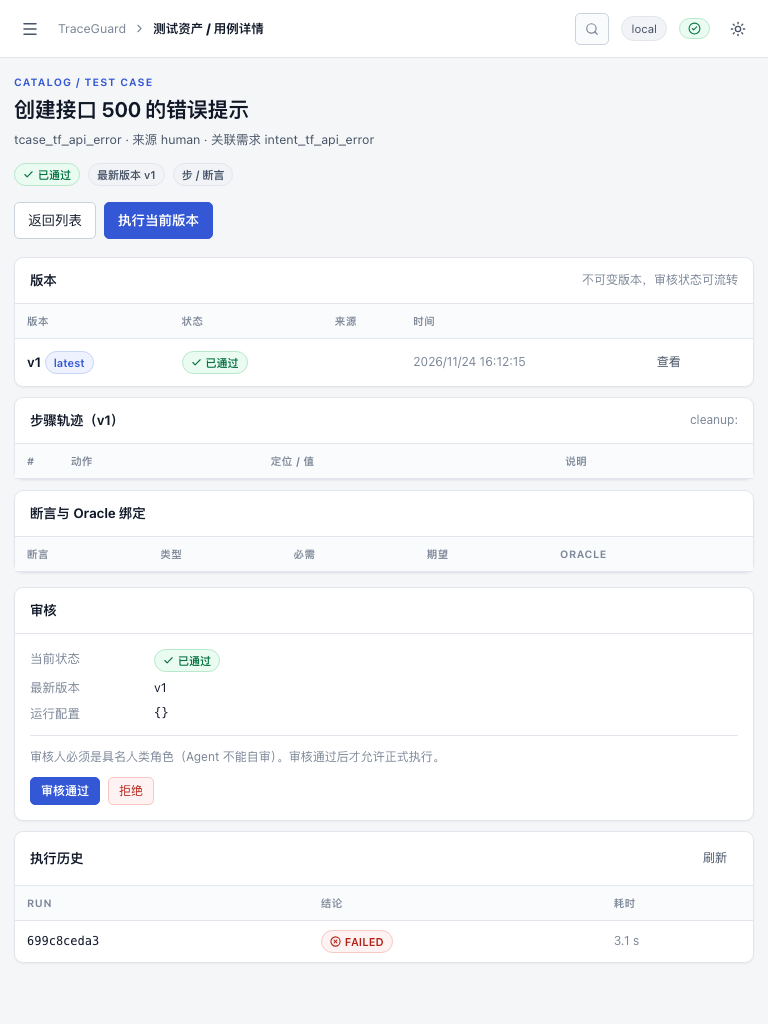 TraceGuard > 测试资产 / 用例详情 local
CATALOG / TEST CASE
创建接口 500 的错误提示
tcase_tf_api_error · 来源 human · 关联需求 intent_tf_api_error
已通过 最新版本 v1 步 / 断言
返回列表 执行当前版本
版本 不可变版本，审核状态可流转
版本 状态 来源 时间
v1 latest 已通过 2026/11/24 16:12:15 查看
步骤轨迹（v1） cleanup:
# 动作 定位 / 值 说明
断言与 Oracle 绑定
断言 类型 必需 期望 ORACLE
审核
当前状态 已通过
最新版本 v1
运行配置 {}
审核人必须是具名人类角色（Agent 不能自审）。审核通过后才允许正式执行。
审核通过 拒绝
执行历史 刷新
RUN 结论 耗时
699c8ceda3 FAILED 3.1 s